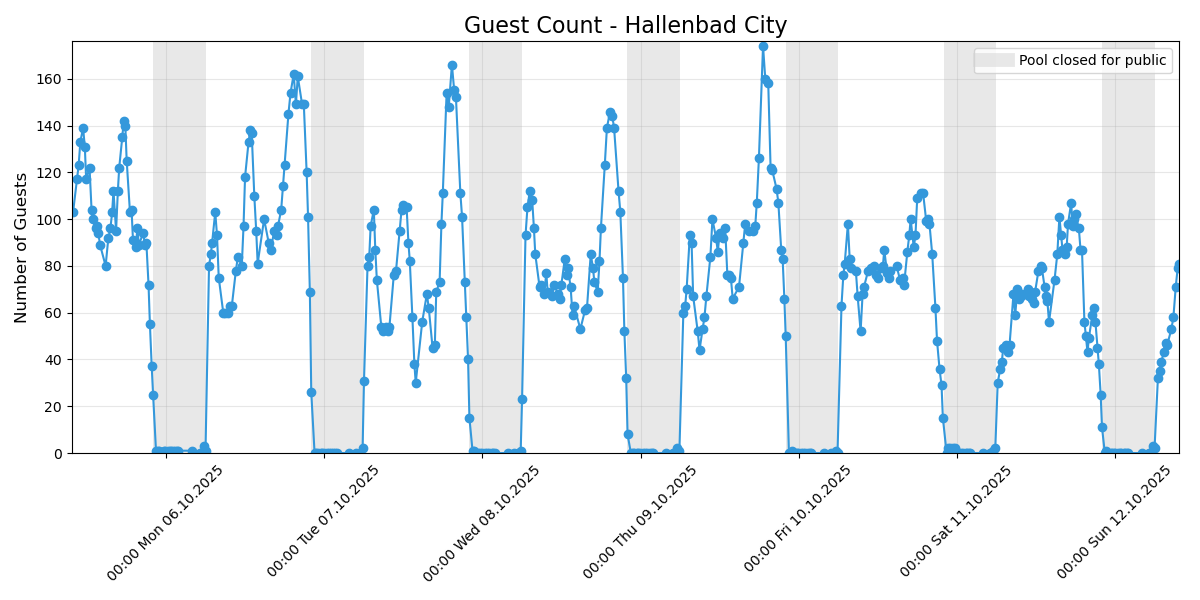 Guest Count - Hallenbad City
Pool closed for public
Number of Guests
160
140
120
100
80
60
40
20
0
00:00 Mon 06.10.2025
00:00 Tue 07.10.2025
00:00 Wed 08.10.2025
00:00 Thu 09.10.2025
00:00 Fri 10.10.2025
00:00 Sat 11.10.2025
00:00 Sun 12.10.2025